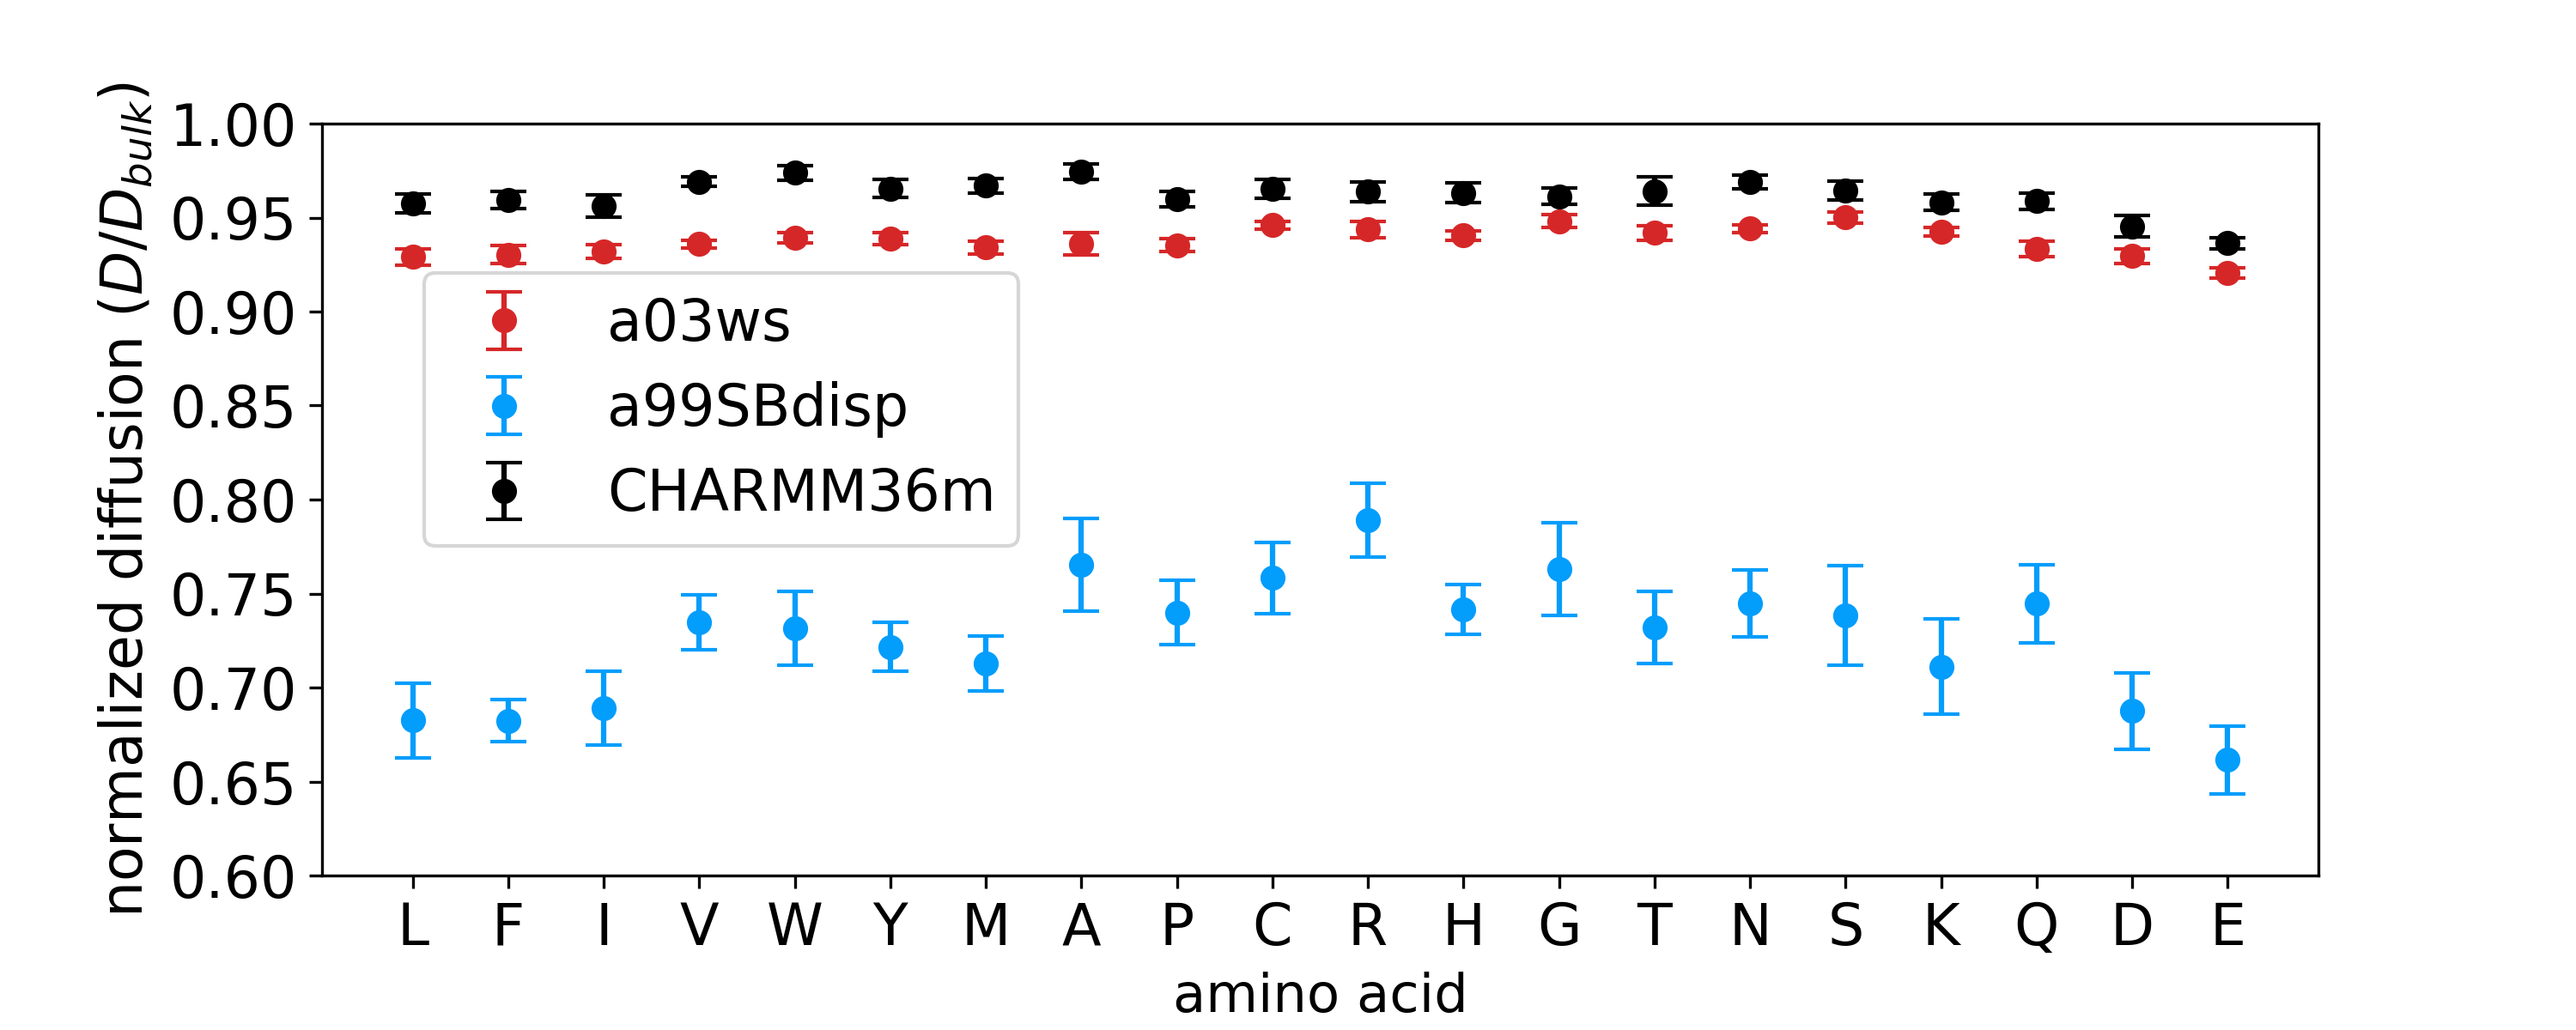 normalized diffusion (D/D_bulk)
1.00
0.95
0.90
0.85
0.80
0.75
0.70
0.65
0.60
a03ws
a99SBdisp
CHARMM36m
L F I V W Y M A P C R H G T N S K Q D E
amino acid